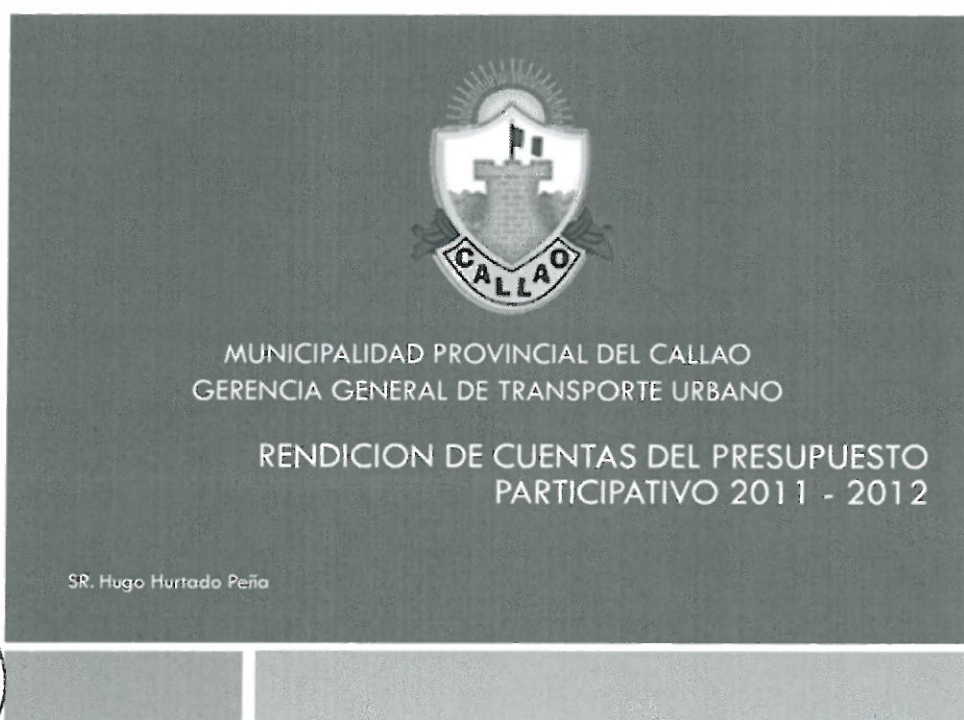 CALLAO
MUNICIPALIDAD PROVINCIAL DEL CALLAO
GERENCIA GENERAL DE TRANSPORTE URBANO
RENDICION DE CUENTAS DEL PRESUPUESTO
PARTICIPATIVO 2011 - 2012
SR. Hugo Hurtado Peña